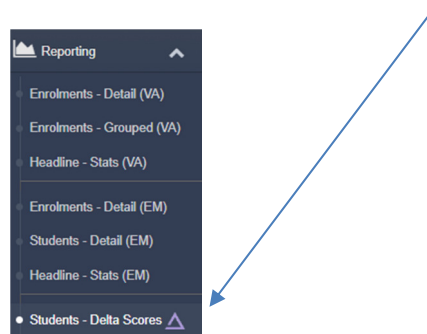 Reporting
Enrolments - Detail (VA)
Enrolments - Grouped (VA)
Headline - Stats (VA)
Enrolments - Detail (EM)
Students - Detail (EM)
Headline - Stats (EM)
Students - Delta Scores